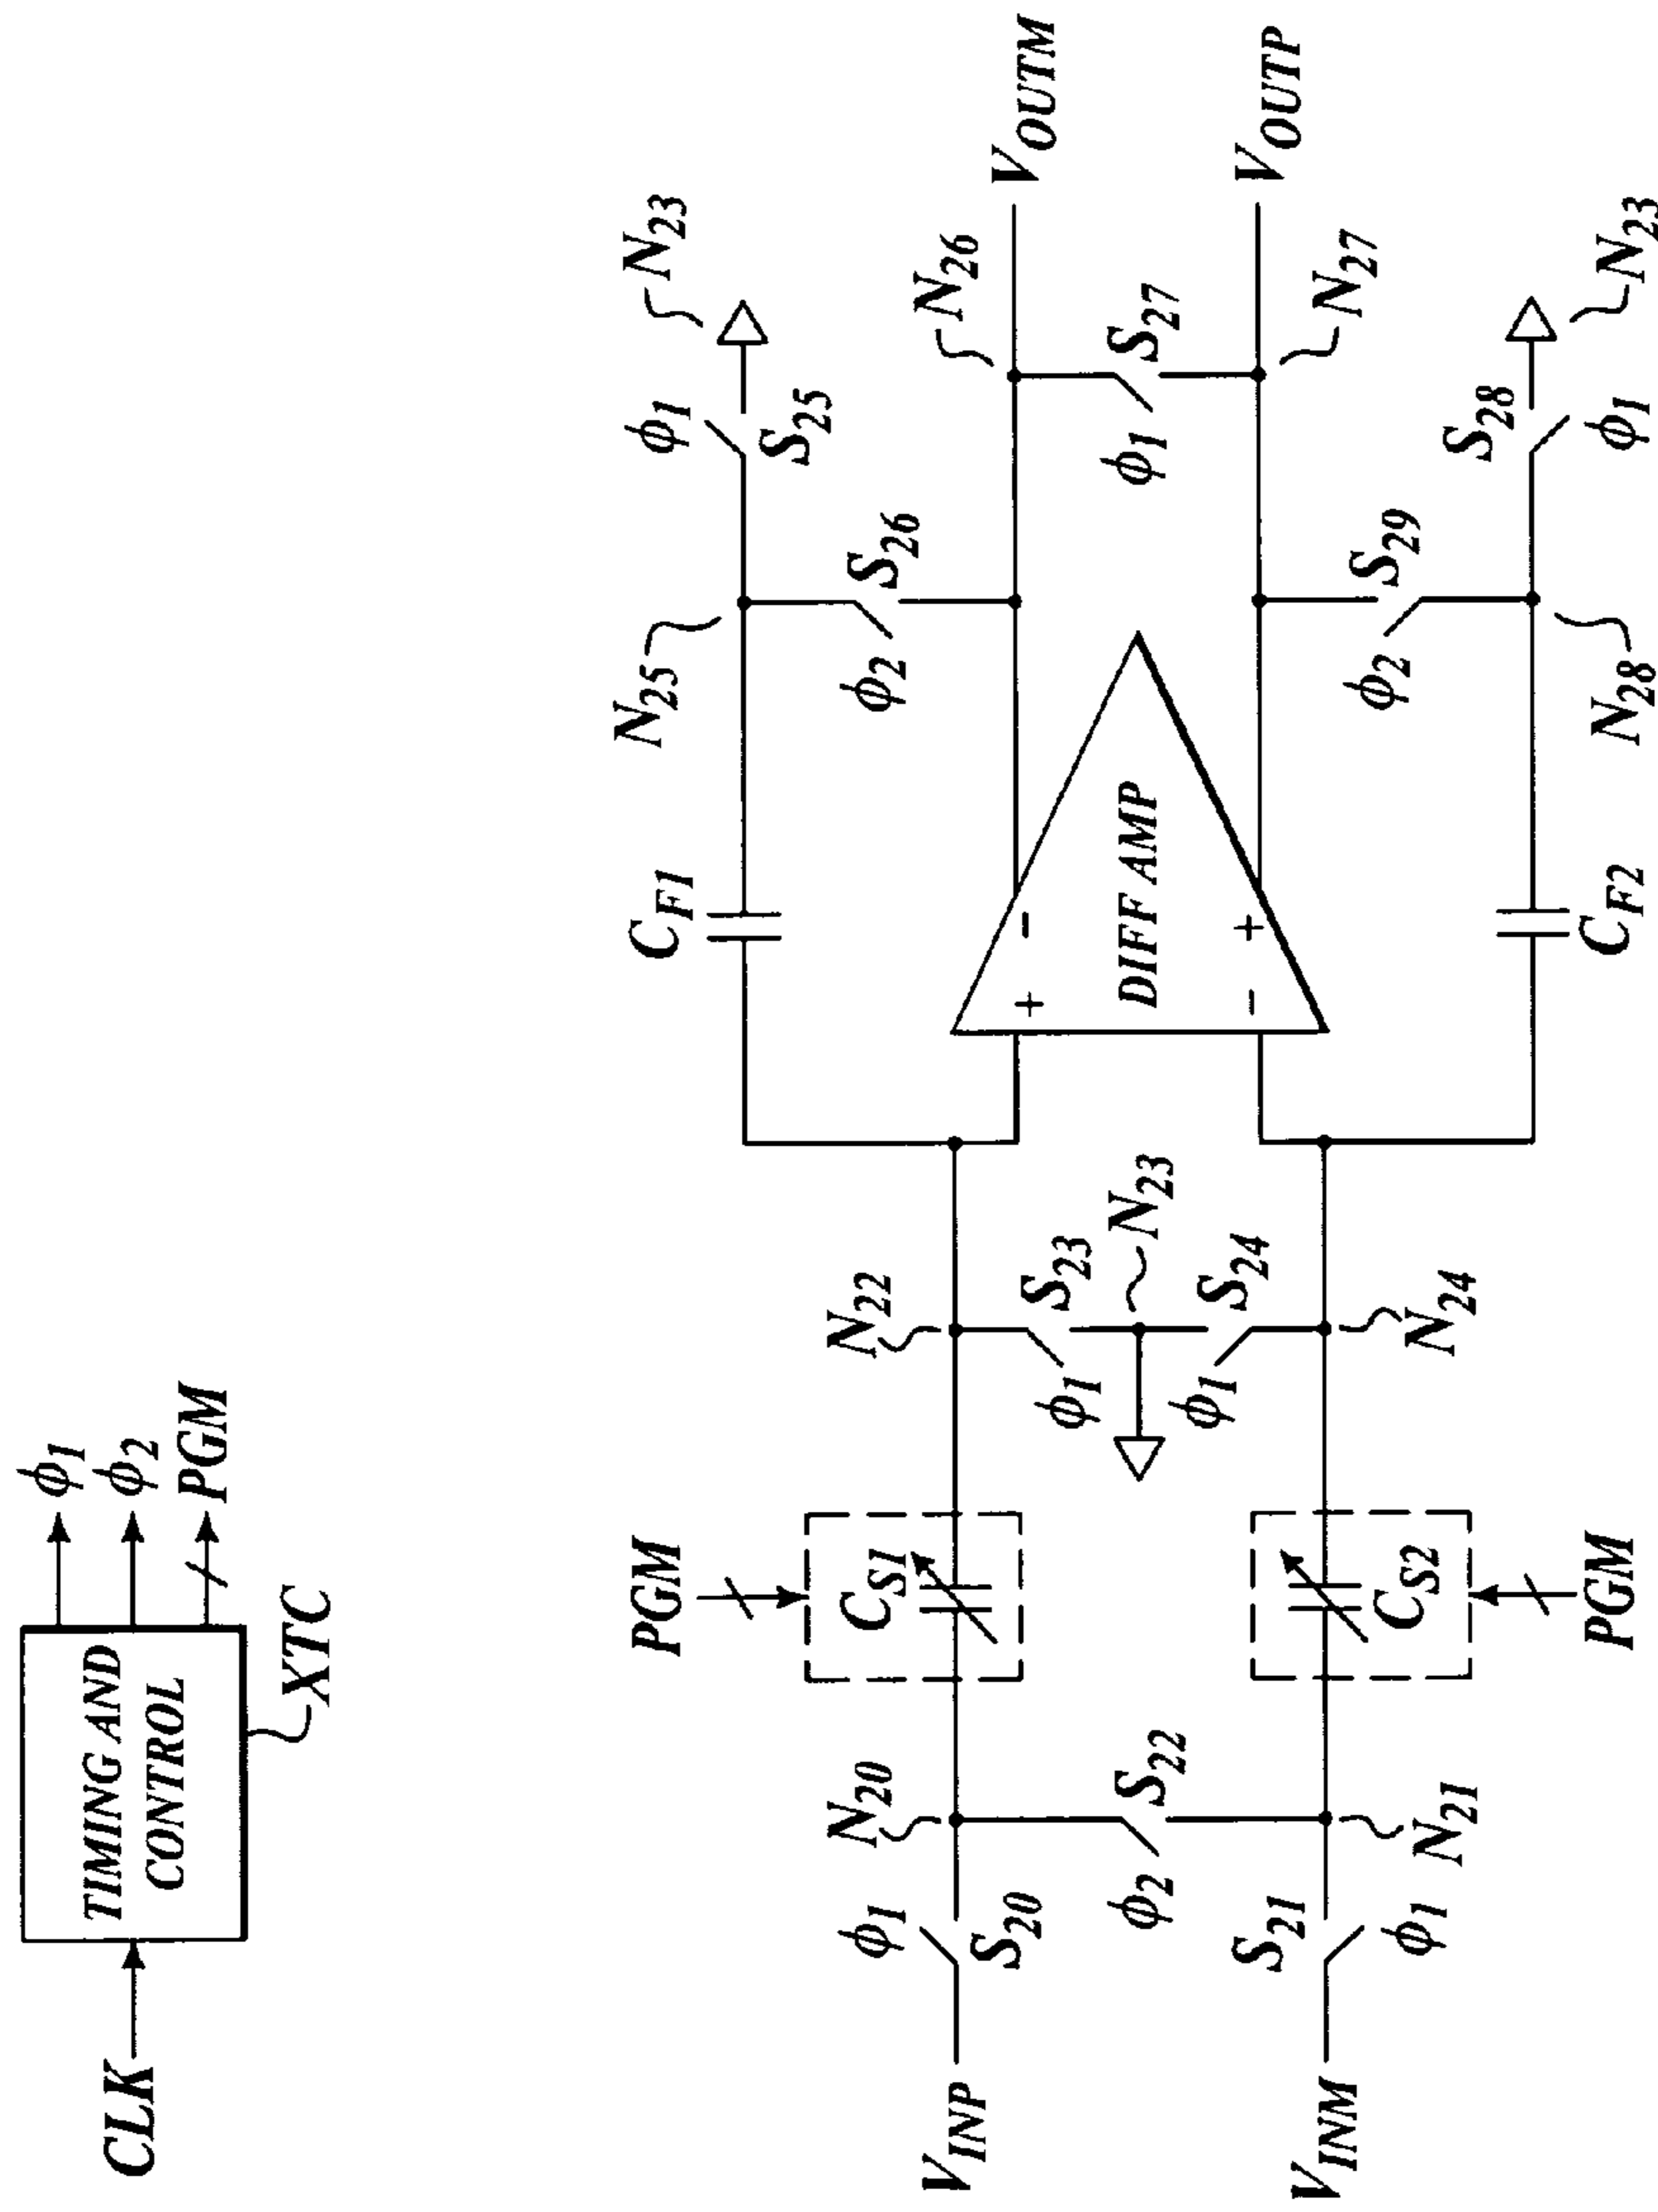 CLK
TIMING AND
CONTROL
XTC
ϕ1
ϕ2
PGM
PGM
CF1
N25
ϕ1
S25
N23
ϕ2
S26
VINP
ϕ1
S20
N20
CS1
N22
N26
VOUTM
ϕ2
S22
ϕ1
S23
N23
ϕ1
S24
+
-
DIFF AMP
-
+
ϕ1
S27
VINM
S21
ϕ1
N21
CS2
N24
N27
VOUTP
ϕ2
S29
S28
ϕ1
PGM
CF2
N28
N23